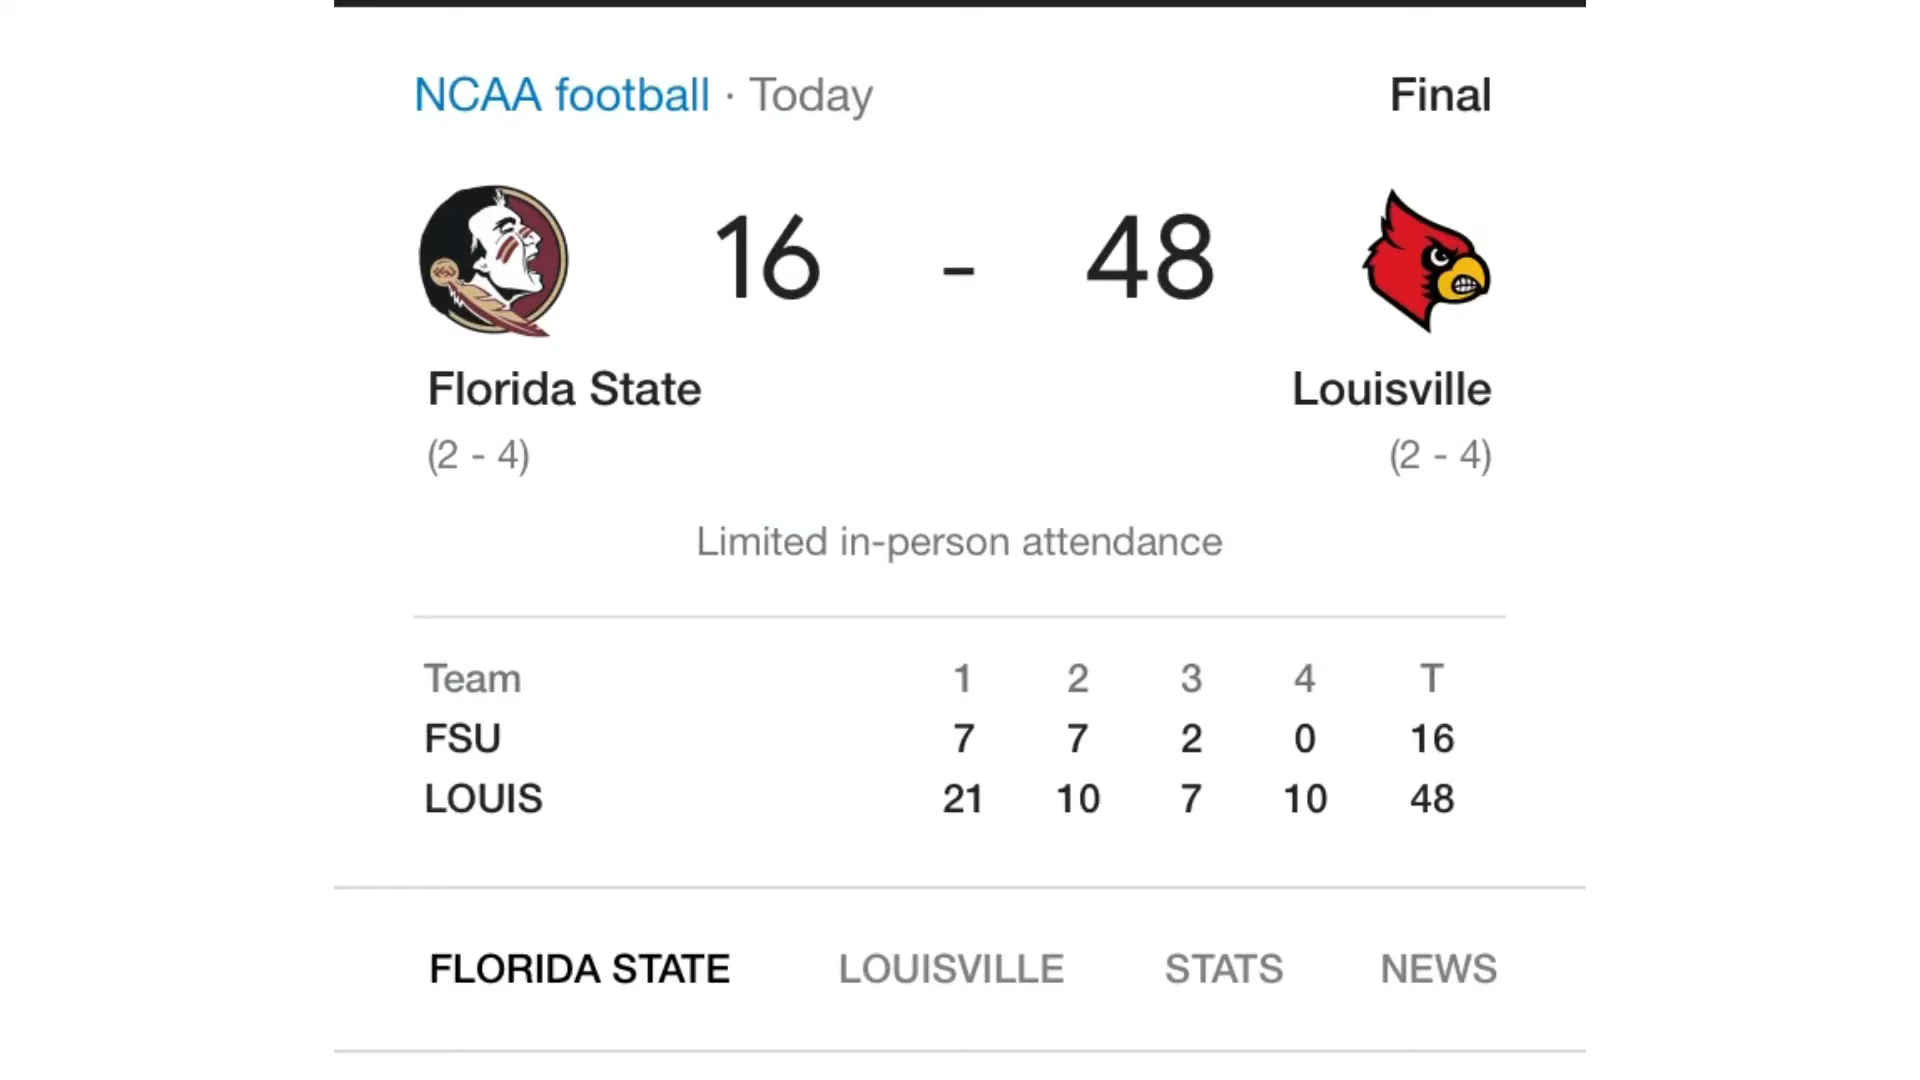 NCAA football · Today Final
16 - 48
Florida State Louisville
(2 - 4) (2 - 4)
Limited in-person attendance
Team 1 2 3 4 T
FSU 7 7 2 0 16
LOUIS 21 10 7 10 48
FLORIDA STATE LOUISVILLE STATS NEWS